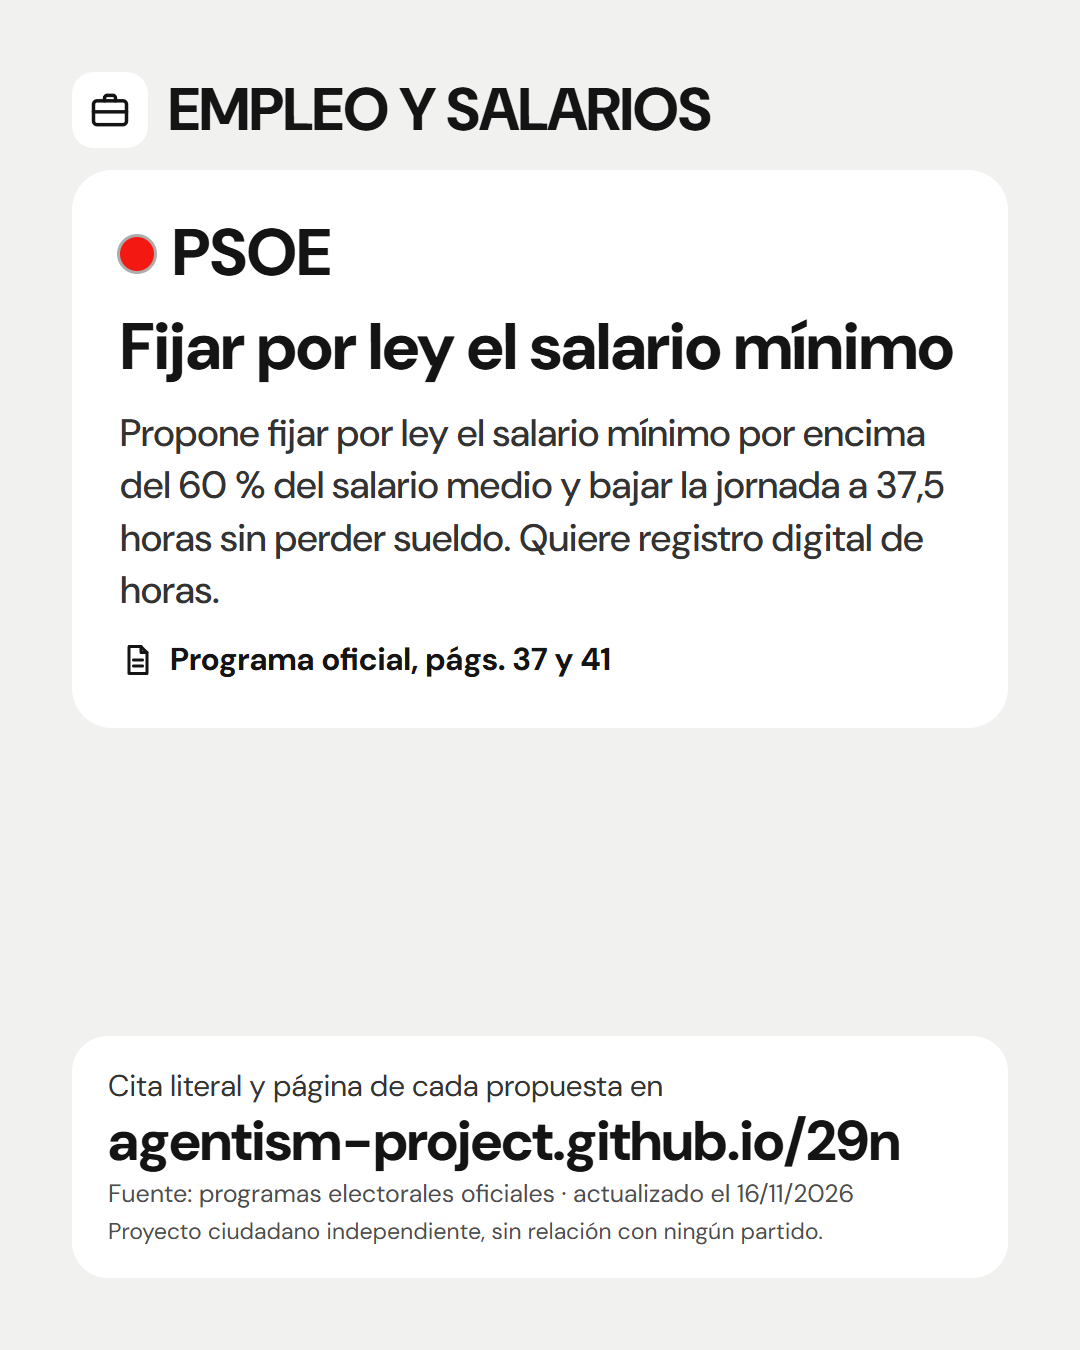 EMPLEO Y SALARIOS
PSOE
Fijar por ley el salario mínimo
Propone fijar por ley el salario mínimo por encima
del 60 % del salario medio y bajar la jornada a 37,5
horas sin perder sueldo. Quiere registro digital de
horas.
Programa oficial, págs. 37 y 41
Cita literal y página de cada propuesta en
agentism-project.github.io/29n
Fuente: programas electorales oficiales · actualizado el 16/11/2026
Proyecto ciudadano independiente, sin relación con ningún partido.